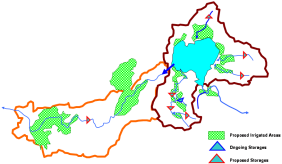 Proposed Irrigated Areas
Ongoing Storages
Proposed Storages